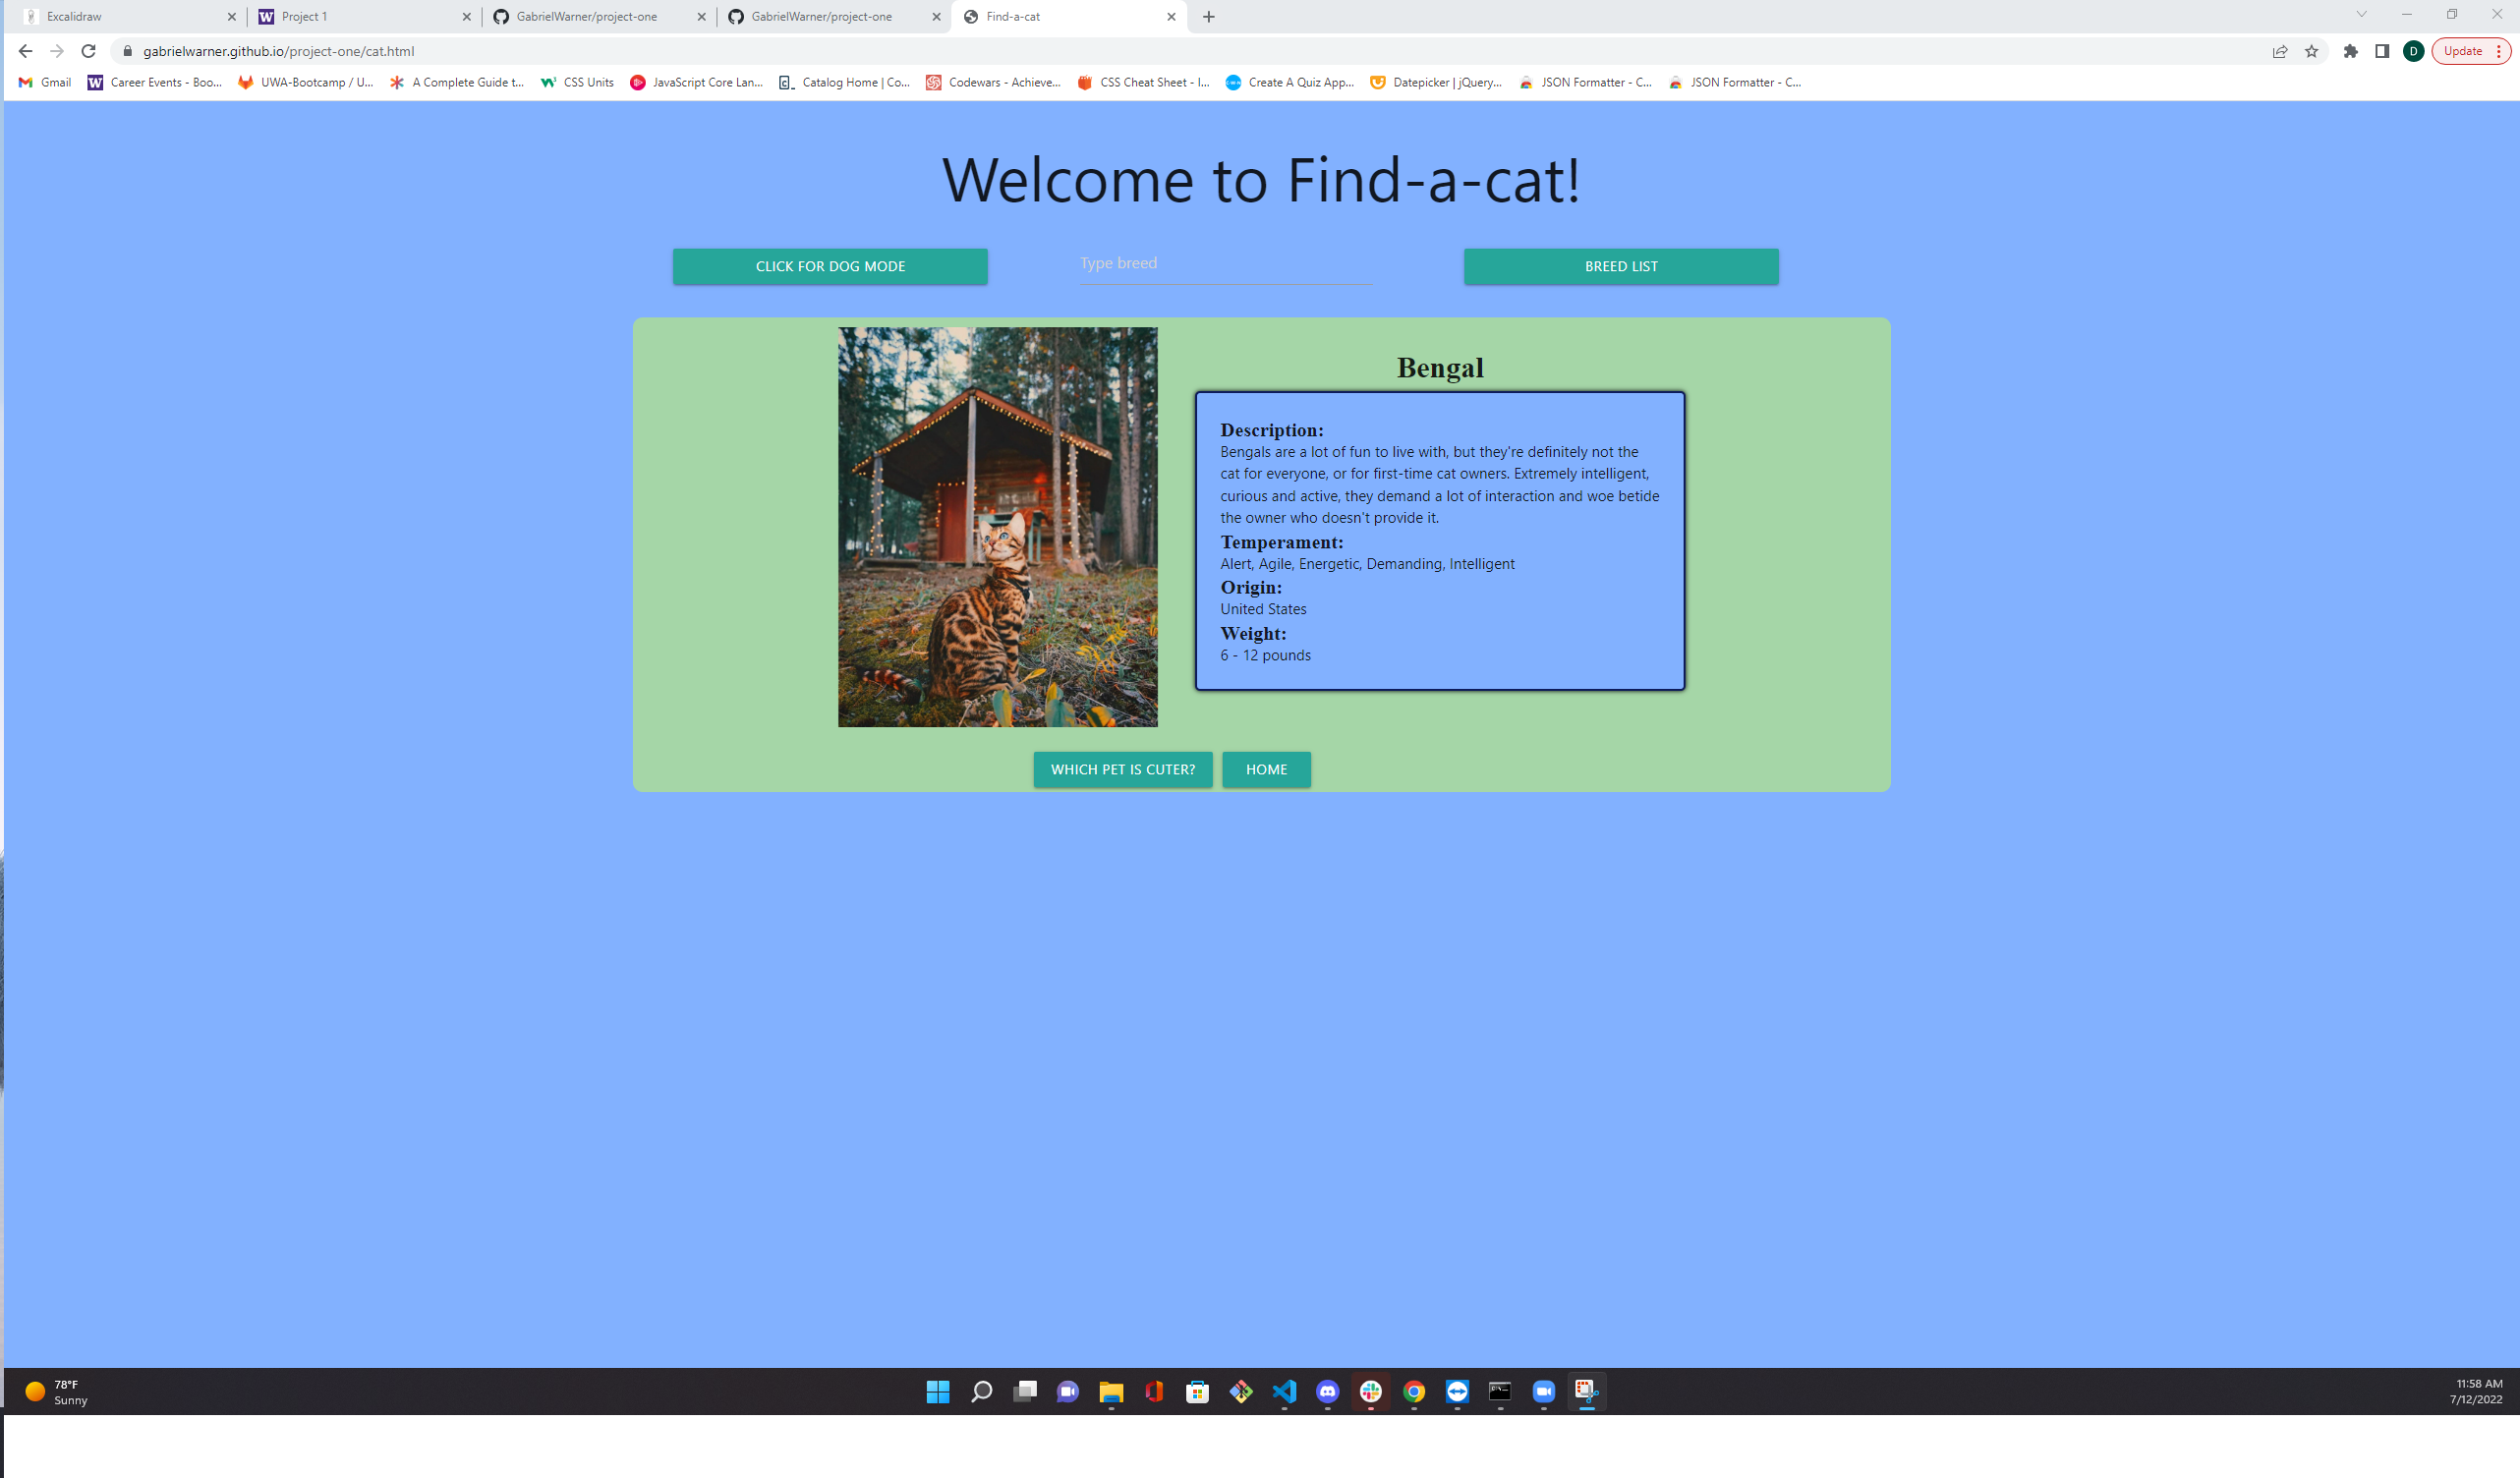 Excalidraw
Project 1
GabrielWarner/project-one
GabrielWarner/project-one
Find-a-cat
gabrielwarner.github.io/project-one/cat.html
D
Update
Gmail
Career Events - Boo...
UWA-Bootcamp / U...
A Complete Guide t...
CSS Units
JavaScript Core Lan...
Catalog Home | Co...
Codewars - Achieve...
CSS Cheat Sheet - I...
Create A Quiz App...
Datepicker | jQuery...
JSON Formatter - C...
JSON Formatter - C...
Welcome to Find-a-cat!
CLICK FOR DOG MODE
Type breed
BREED LIST
Bengal
Description:
Bengals are a lot of fun to live with, but they're definitely not the
cat for everyone, or for first-time cat owners. Extremely intelligent,
curious and active, they demand a lot of interaction and woe betide
the owner who doesn't provide it.
Temperament:
Alert, Agile, Energetic, Demanding, Intelligent
Origin:
United States
Weight:
6 - 12 pounds
WHICH PET IS CUTER?
HOME
78°F
Sunny
11:58 AM
7/12/2022